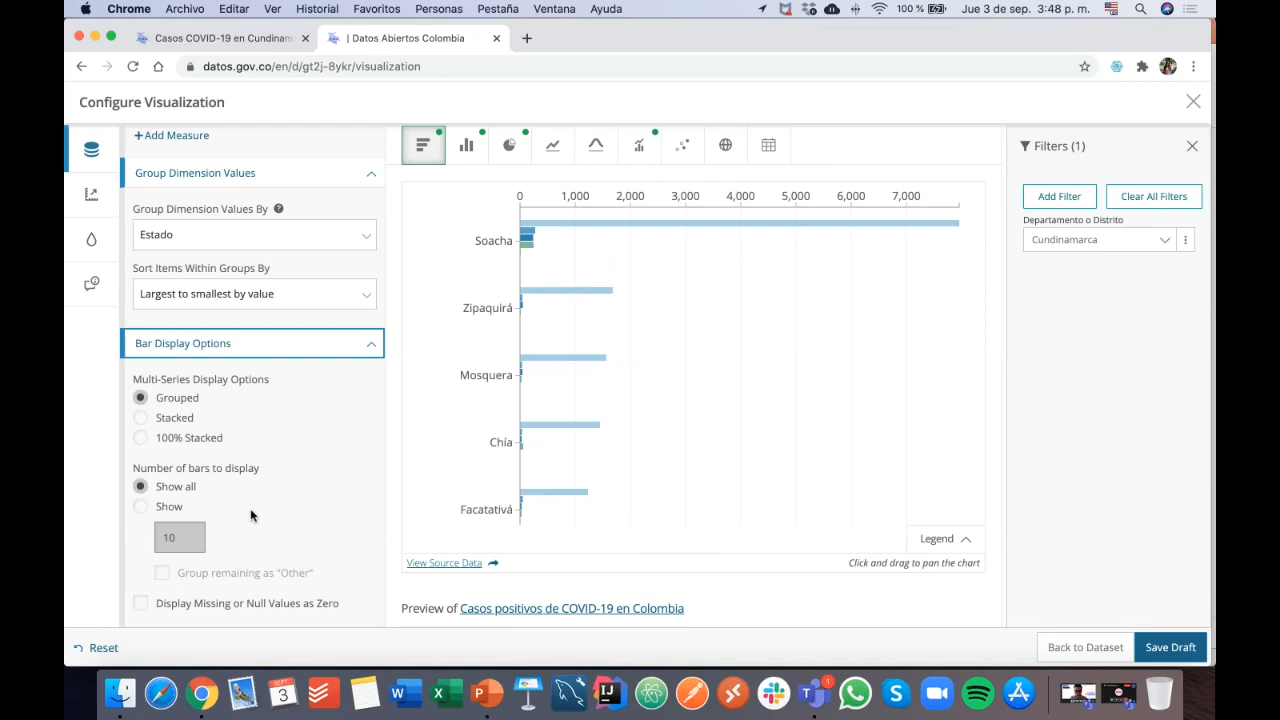 Chrome Archivo Editar Ver Historial Favoritos Personas Pestaña Ventana Ayuda 100 % Jue 3 de sep. 3:48 p. m.
Casos COVID-19 en Cundinam
| Datos Abiertos Colombia
datos.gov.co/en/d/gt2j-8ykr/visualization
Configure Visualization
+Add Measure
Group Dimension Values
Group Dimension Values By
Estado
Sort Items Within Groups By
Largest to smallest by value
Bar Display Options
Multi-Series Display Options
Grouped
Stacked
100% Stacked
Number of bars to display
Show all
Show
10
Group remaining as "Other"
Display Missing or Null Values as Zero
0 1,000 2,000 3,000 4,000 5,000 6,000 7,000
Soacha
Zipaquirá
Mosquera
Chía
Facatativá
Legend
View Source Data
Click and drag to pan the chart
Preview of Casos positivos de COVID-19 en Colombia
Filters (1)
Add Filter
Clear All Filters
Departamento o Distrito
Cundinamarca
Reset
Back to Dataset
Save Draft
SEPT.
3
1